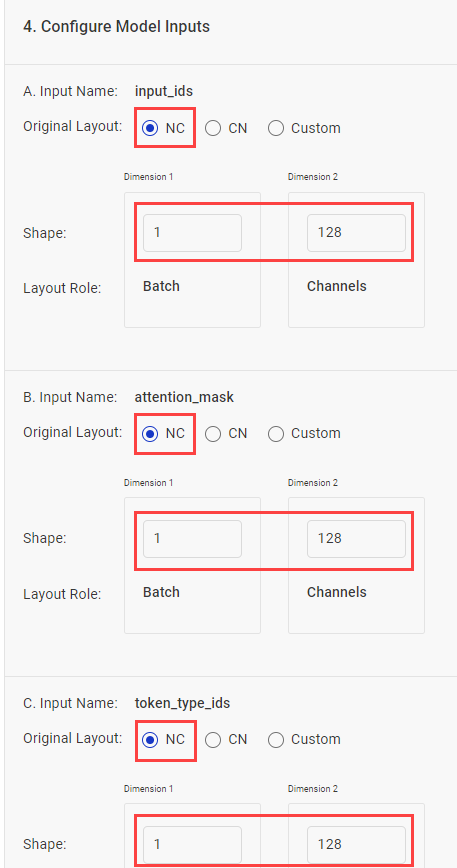 4. Configure Model Inputs
A. Input Name: input_ids
Original Layout: NC CN Custom
Dimension 1 Dimension 2
Shape: 1 128
Layout Role: Batch Channels
B. Input Name: attention_mask
Original Layout: NC CN Custom
Dimension 1 Dimension 2
Shape: 1 128
Layout Role: Batch Channels
C. Input Name: token_type_ids
Original Layout: NC CN Custom
Dimension 1 Dimension 2
Shape: 1 128